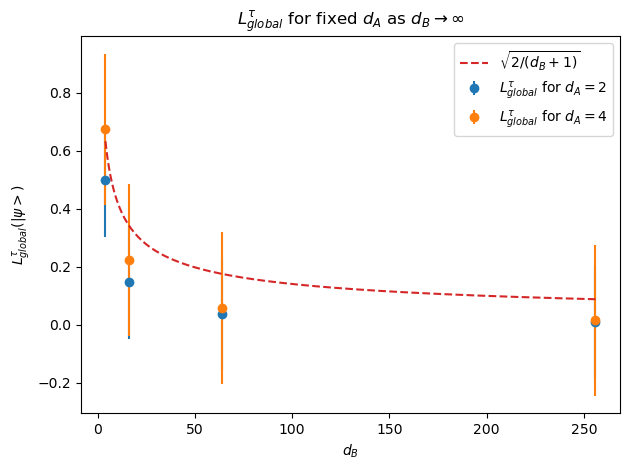 $L^{\tau}_{global}$ for fixed $d_A$ as $d_B \to \infty$
$\sqrt{2/(d_B+1)}$
$L^{\tau}_{global}$ for $d_A = 2$
$L^{\tau}_{global}$ for $d_A = 4$
$L^{\tau}_{global}(|\psi>)$
0.8
0.6
0.4
0.2
0.0
−0.2
0 50 100 150 200 250
$d_B$